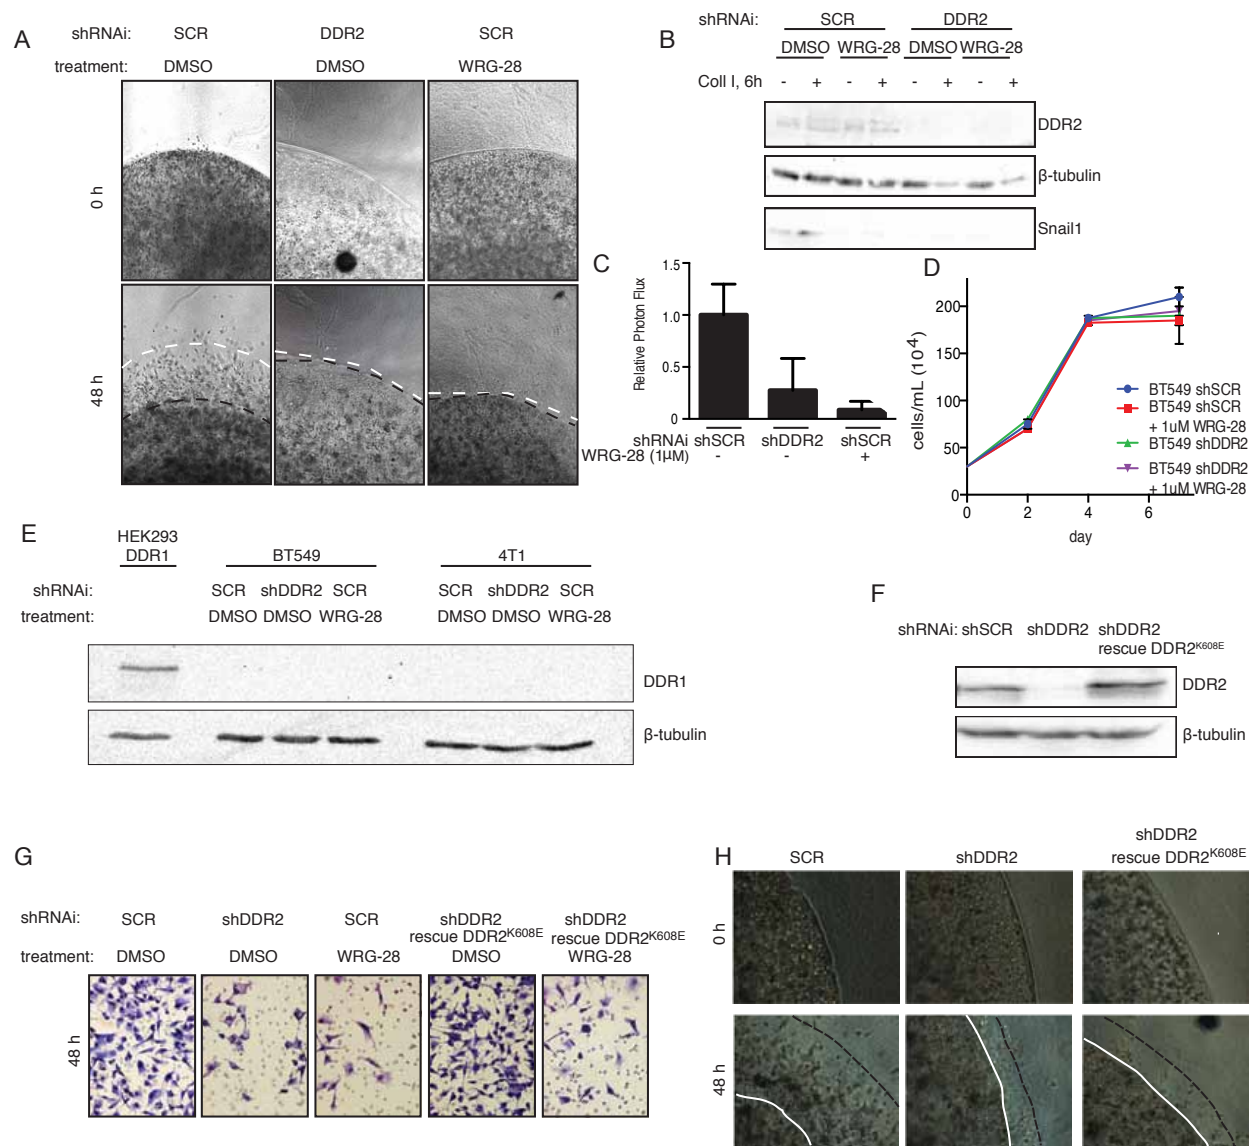 A
shRNAi: SCR DDR2 SCR
treatment: DMSO DMSO WRG-28
0 h
48 h
B
shRNAi: SCR DDR2
DMSO WRG-28 DMSO WRG-28
Coll I, 6h - + - + - + - +
DDR2
β-tubulin
Snail1
C
Relative Photon Flux
1.5
1.0
0.5
0
shRNAi shSCR shDDR2 shSCR
WRG-28 (1μM) - - +
D
cells/mL (10⁴)
200
150
100
50
0
0 2 4 6
day
BT549 shSCR
BT549 shSCR
+ 1uM WRG-28
BT549 shDDR2
BT549 shDDR2
+ 1uM WRG-28
E
HEK293
DDR1 BT549 4T1
shRNAi: SCR shDDR2 SCR SCR shDDR2 SCR
treatment: DMSO DMSO WRG-28 DMSO DMSO WRG-28
DDR1
β-tubulin
F
shRNAi: shSCR shDDR2 shDDR2
rescue DDR2ᴷ⁶⁰⁸ᴱ
DDR2
β-tubulin
G
shRNAi: SCR shDDR2 SCR shDDR2 shDDR2
rescue DDR2ᴷ⁶⁰⁸ᴱ rescue DDR2ᴷ⁶⁰⁸ᴱ
treatment: DMSO DMSO WRG-28 DMSO WRG-28
48 h
H
SCR shDDR2 shDDR2
rescue DDR2ᴷ⁶⁰⁸ᴱ
0 h
48 h